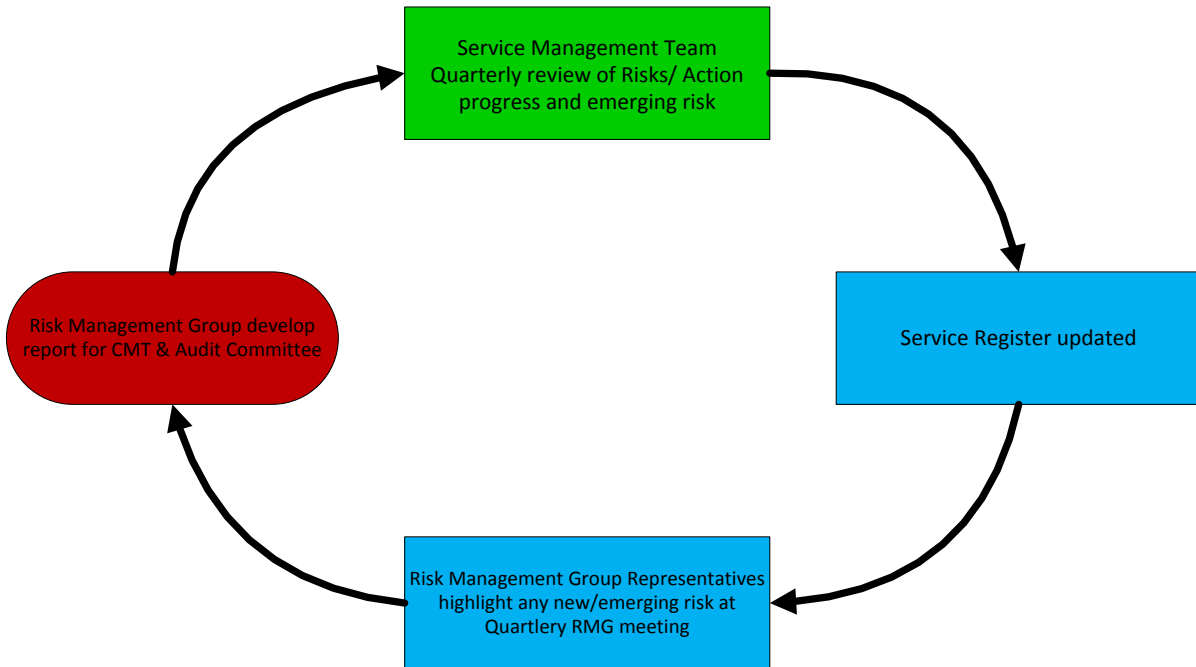 Service Management Team
Quarterly review of Risks/ Action
progress and emerging risk
Risk Management Group develop
report for CMT & Audit Committee
Service Register updated
Risk Management Group Representatives
highlight any new/emerging risk at
Quartlery RMG meeting